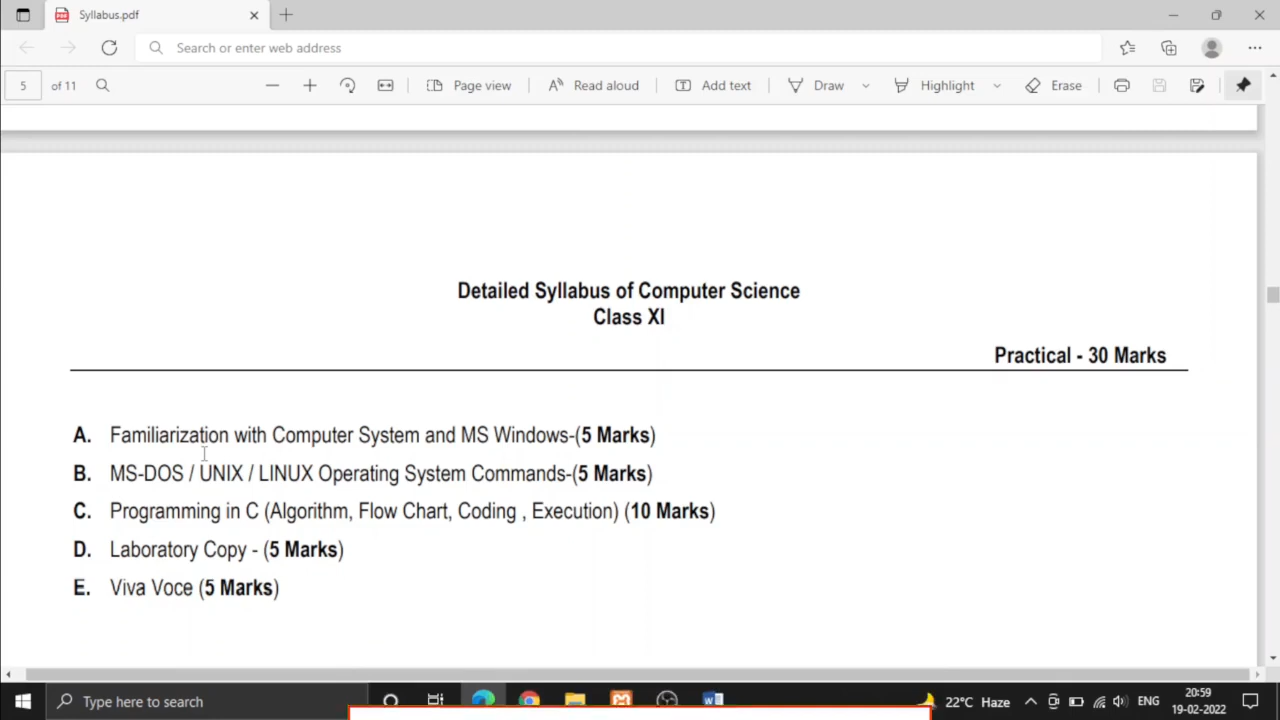 Syllabus.pdf
Search or enter web address
5 of 11 Page view Read aloud Add text Draw Highlight Erase
Detailed Syllabus of Computer Science
Class XI
Practical - 30 Marks
A. Familiarization with Computer System and MS Windows-(5 Marks)
B. MS-DOS / UNIX / LINUX Operating System Commands-(5 Marks)
C. Programming in C (Algorithm, Flow Chart, Coding , Execution) (10 Marks)
D. Laboratory Copy - (5 Marks)
E. Viva Voce (5 Marks)
Type here to search 22°C Haze ENG 20:59
19-02-2022